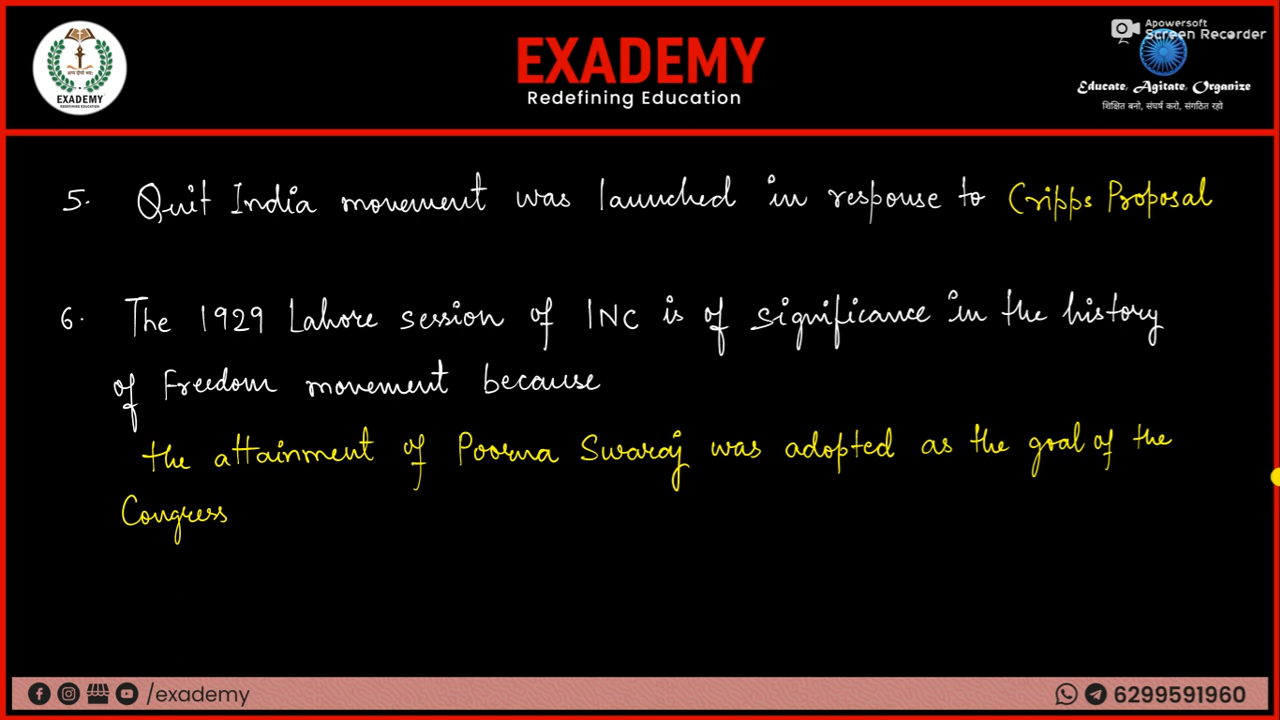 EXADEMY
REDEFINING EDUCATION
EXADEMY
Redefining Education
Apowersoft
Screen Recorder
Educate, Agitate, Organize
शिक्षित बनो, संघर्ष करो, संगठित रहो
5. Quit India movement was launched in response to Cripps Proposal
6. The 1929 Lahore session of INC is of significance in the history
of Freedom movement because
the attainment of Poorna Swaraj was adopted as the goal of the
Congress
/exademy
6299591960